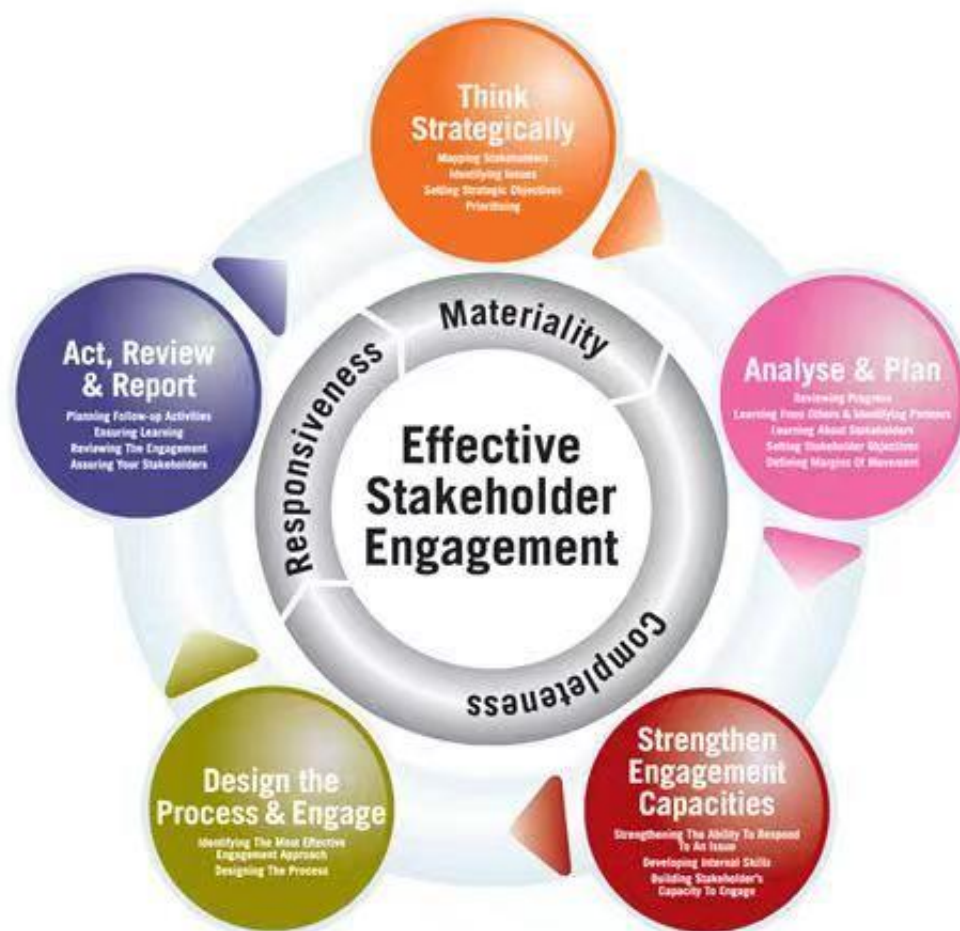 Think
Strategically
Mapping Stakeholders
Identifying Issues
Setting Strategic Objectives
Prioritising
Analyse & Plan
Reviewing Progress
Learning From Others & Identifying Partners
Learning About Stakeholders
Setting Stakeholder Objectives
Defining Margins Of Movement
Strengthen
Engagement
Capacities
Strengthening The Ability To Respond
To An Issue
Developing Internal Skills
Building Stakeholder's
Capacity To Engage
Design the
Process & Engage
Identifying The Most Effective
Engagement Approach
Designing The Process
Act, Review
& Report
Planning Follow-up Activities
Ensuring Learning
Reviewing The Engagement
Assuring Your Stakeholders
Materiality
Completeness
Responsiveness
Effective
Stakeholder
Engagement